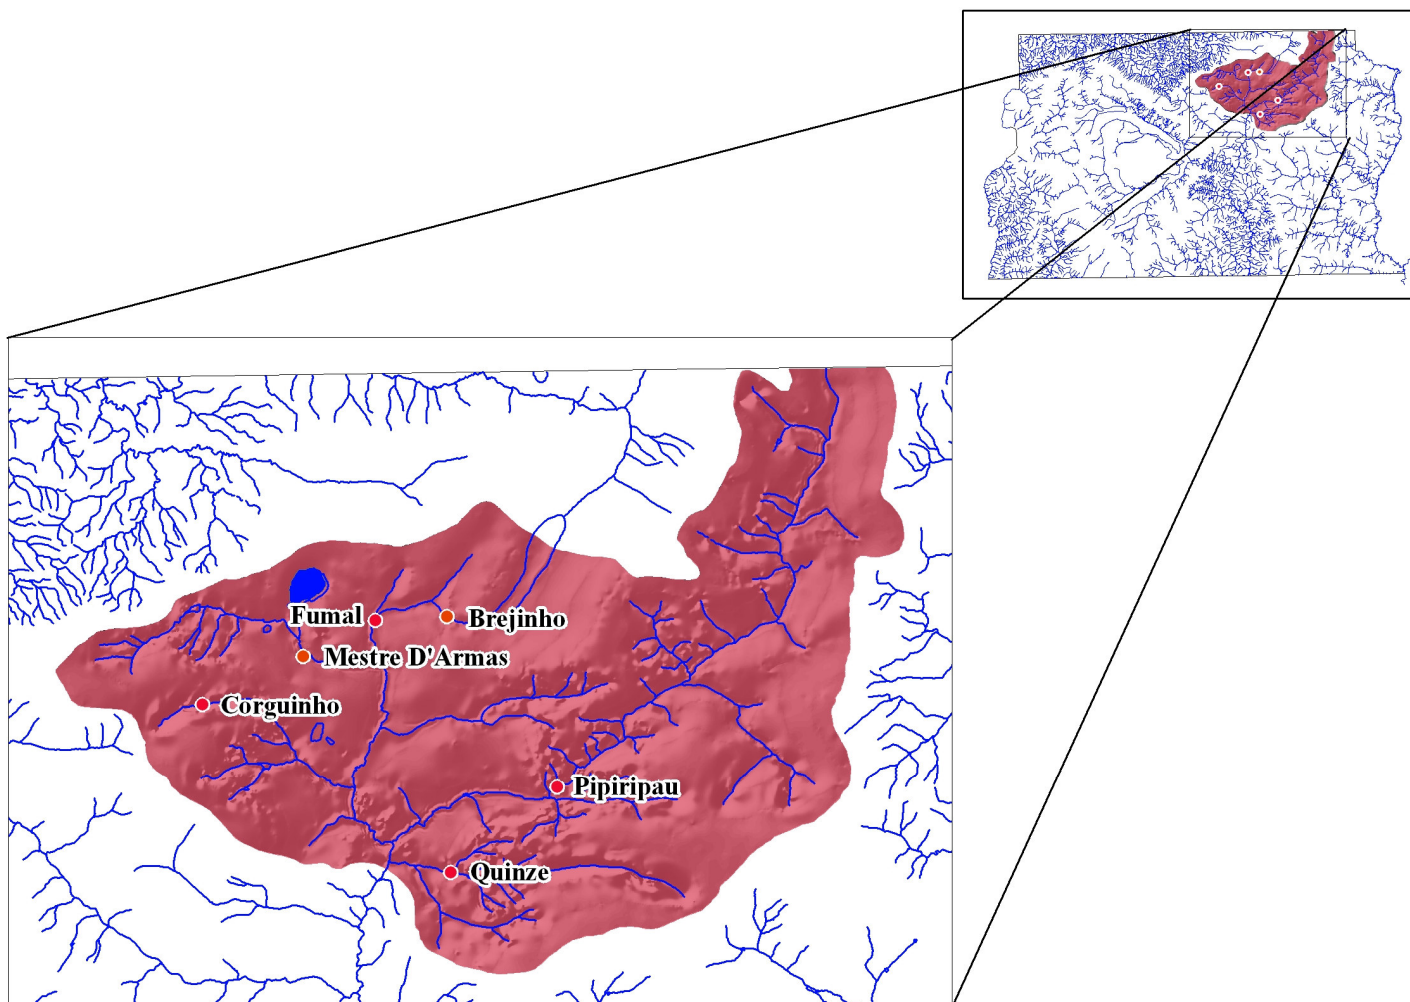 Fumal
Brejinho
Mestre D'Armas
Corguinho
Pipiripau
Quinze